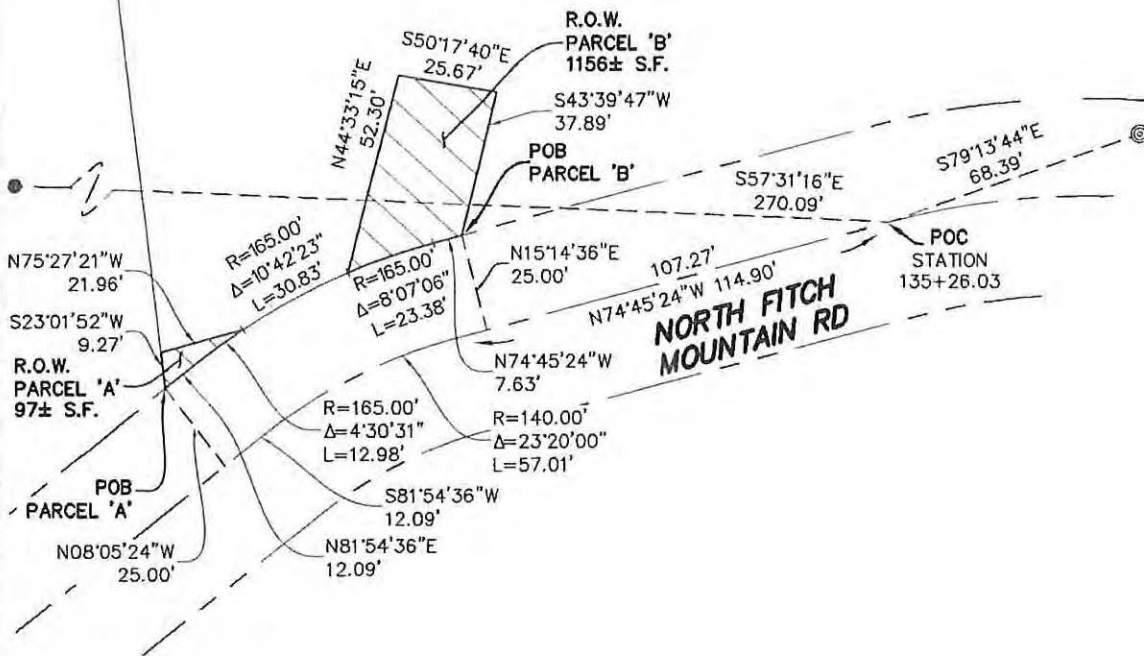 R.O.W.
PARCEL 'B'
1156± S.F.
S50°17'40"E
25.67'
N44°33'15"E
52.30'
S43°39'47"W
37.89'
POB
PARCEL 'B'
S79°13'44"E
68.39'
S57°31'16"E
270.09'
POC
STATION
135+26.03
N75°27'21"W
21.96'
R=165.00'
Δ=10°42'23"
L=30.83'
R=165.00'
Δ=8°07'06"
L=23.38'
N15°14'36"E
25.00'
107.27'
N74°45'24"W 114.90'
NORTH FITCH
MOUNTAIN RD
S23°01'52"W
9.27'
R.O.W.
PARCEL 'A'
97± S.F.
N74°45'24"W
7.63'
R=165.00'
Δ=4°30'31"
L=12.98'
R=140.00'
Δ=23°20'00"
L=57.01'
POB
PARCEL 'A'
S81°54'36"W
12.09'
N08°05'24"W
25.00'
N81°54'36"E
12.09'